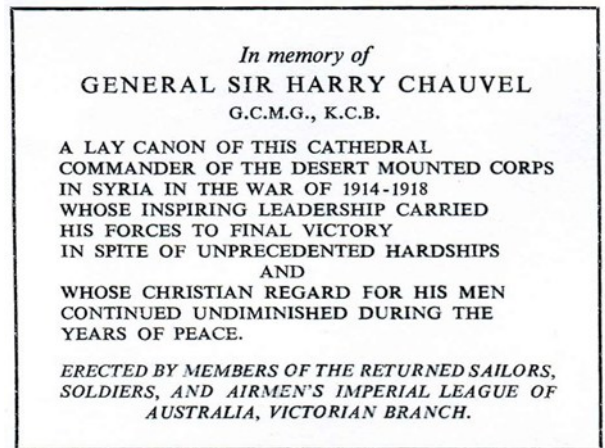 In memory of
GENERAL SIR HARRY CHAUVEL
G.C.M.G., K.C.B.
A LAY CANON OF THIS CATHEDRAL
COMMANDER OF THE DESERT MOUNTED CORPS
IN SYRIA IN THE WAR OF 1914-1918
WHOSE INSPIRING LEADERSHIP CARRIED
HIS FORCES TO FINAL VICTORY
IN SPITE OF UNPRECEDENTED HARDSHIPS
AND
WHOSE CHRISTIAN REGARD FOR HIS MEN
CONTINUED UNDIMINISHED DURING THE
YEARS OF PEACE.
ERECTED BY MEMBERS OF THE RETURNED SAILORS,
SOLDIERS, AND AIRMEN'S IMPERIAL LEAGUE OF
AUSTRALIA, VICTORIAN BRANCH.